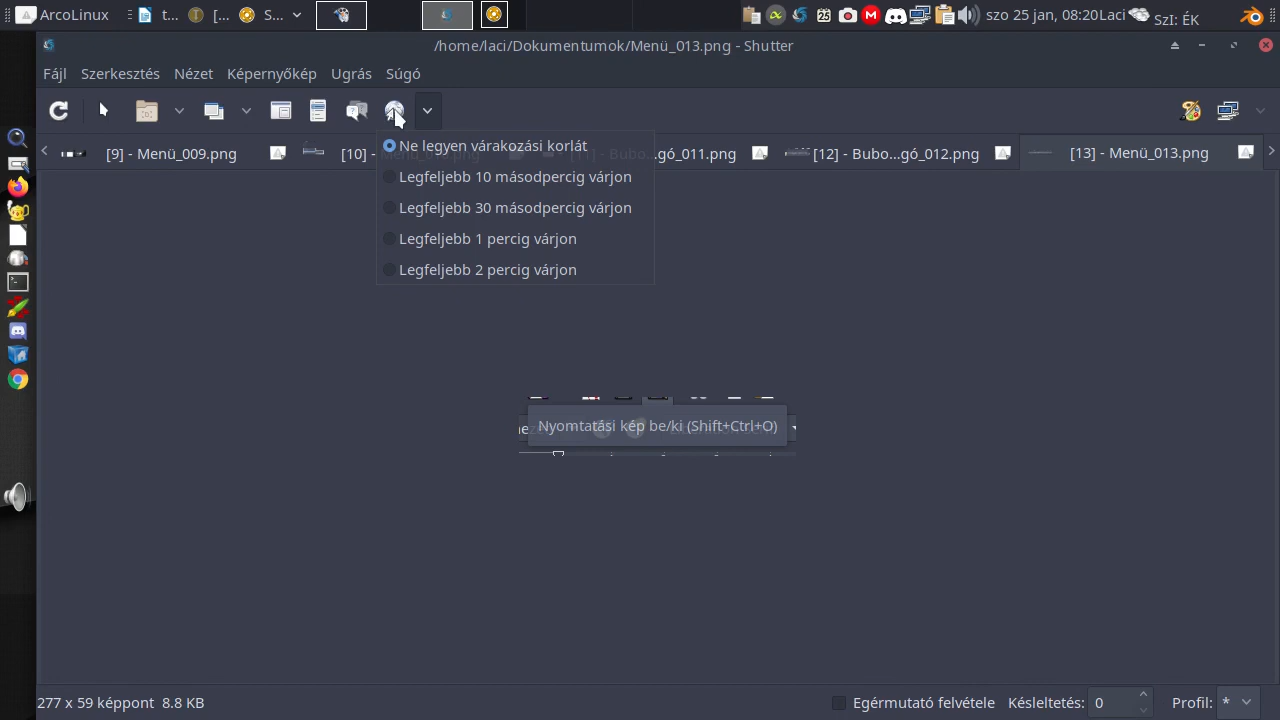 ArcoLinux
t...
[...
S...
szo 25 jan, 08:20
Laci
Szl: ÉK
/home/laci/Dokumentumok/Menü_013.png - Shutter
Fájl
Szerkesztés
Nézet
Képernyőkép
Ugrás
Súgó
[9] - Menü_009.png
[10] -
Bubo...gó_011.png
[12] - Bubo...gó_012.png
[13] - Menü_013.png
Ne legyen várakozási korlát
Legfeljebb 10 másodpercig várjon
Legfeljebb 30 másodpercig várjon
Legfeljebb 1 percig várjon
Legfeljebb 2 percig várjon
Nyomtatási kép be/ki (Shift+Ctrl+O)
277 x 59 képpont 8.8 KB
Egérmutató felvétele
Késleltetés: 0
Profil: *